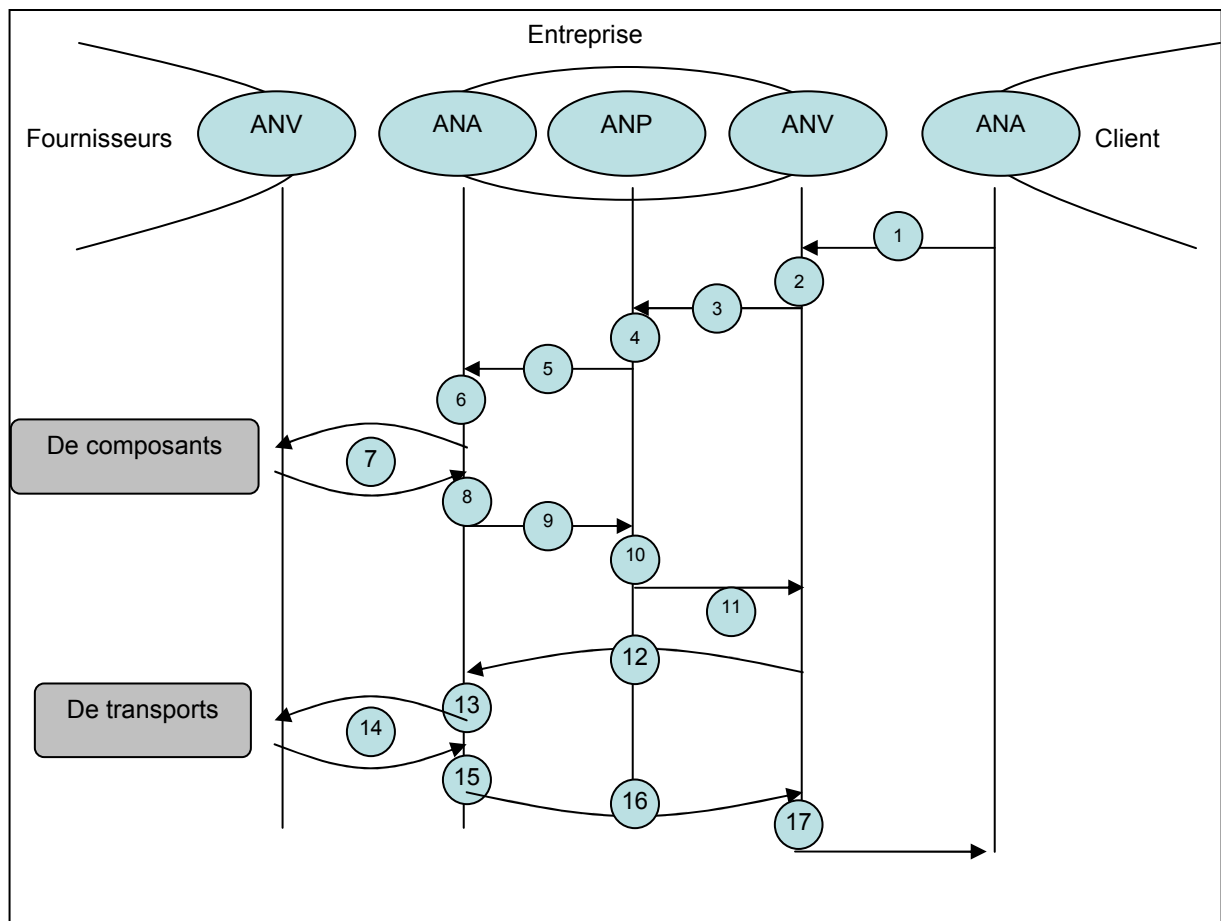 Entreprise
Fournisseurs
ANV
ANA
ANP
ANV
ANA
Client
1
2
3
4
5
6
De composants
7
8
9
10
11
12
De transports
13
14
15
16
17